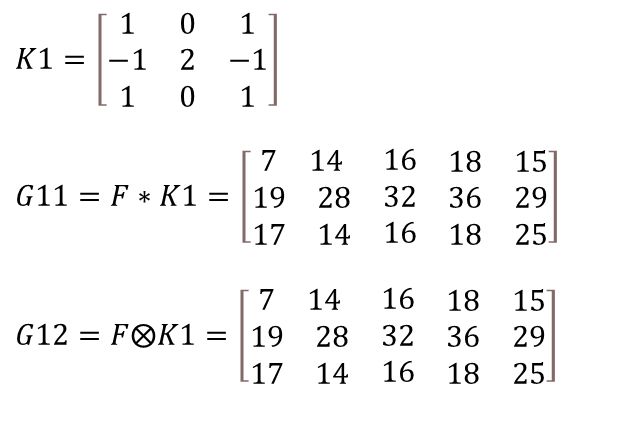 1 0 1
K1 = −1 2 −1
1 0 1
7 14 16 18 15
G11 = F ∗ K1 = 19 28 32 36 29
17 14 16 18 25
7 14 16 18 15
G12 = F⊗K1 = 19 28 32 36 29
17 14 16 18 25